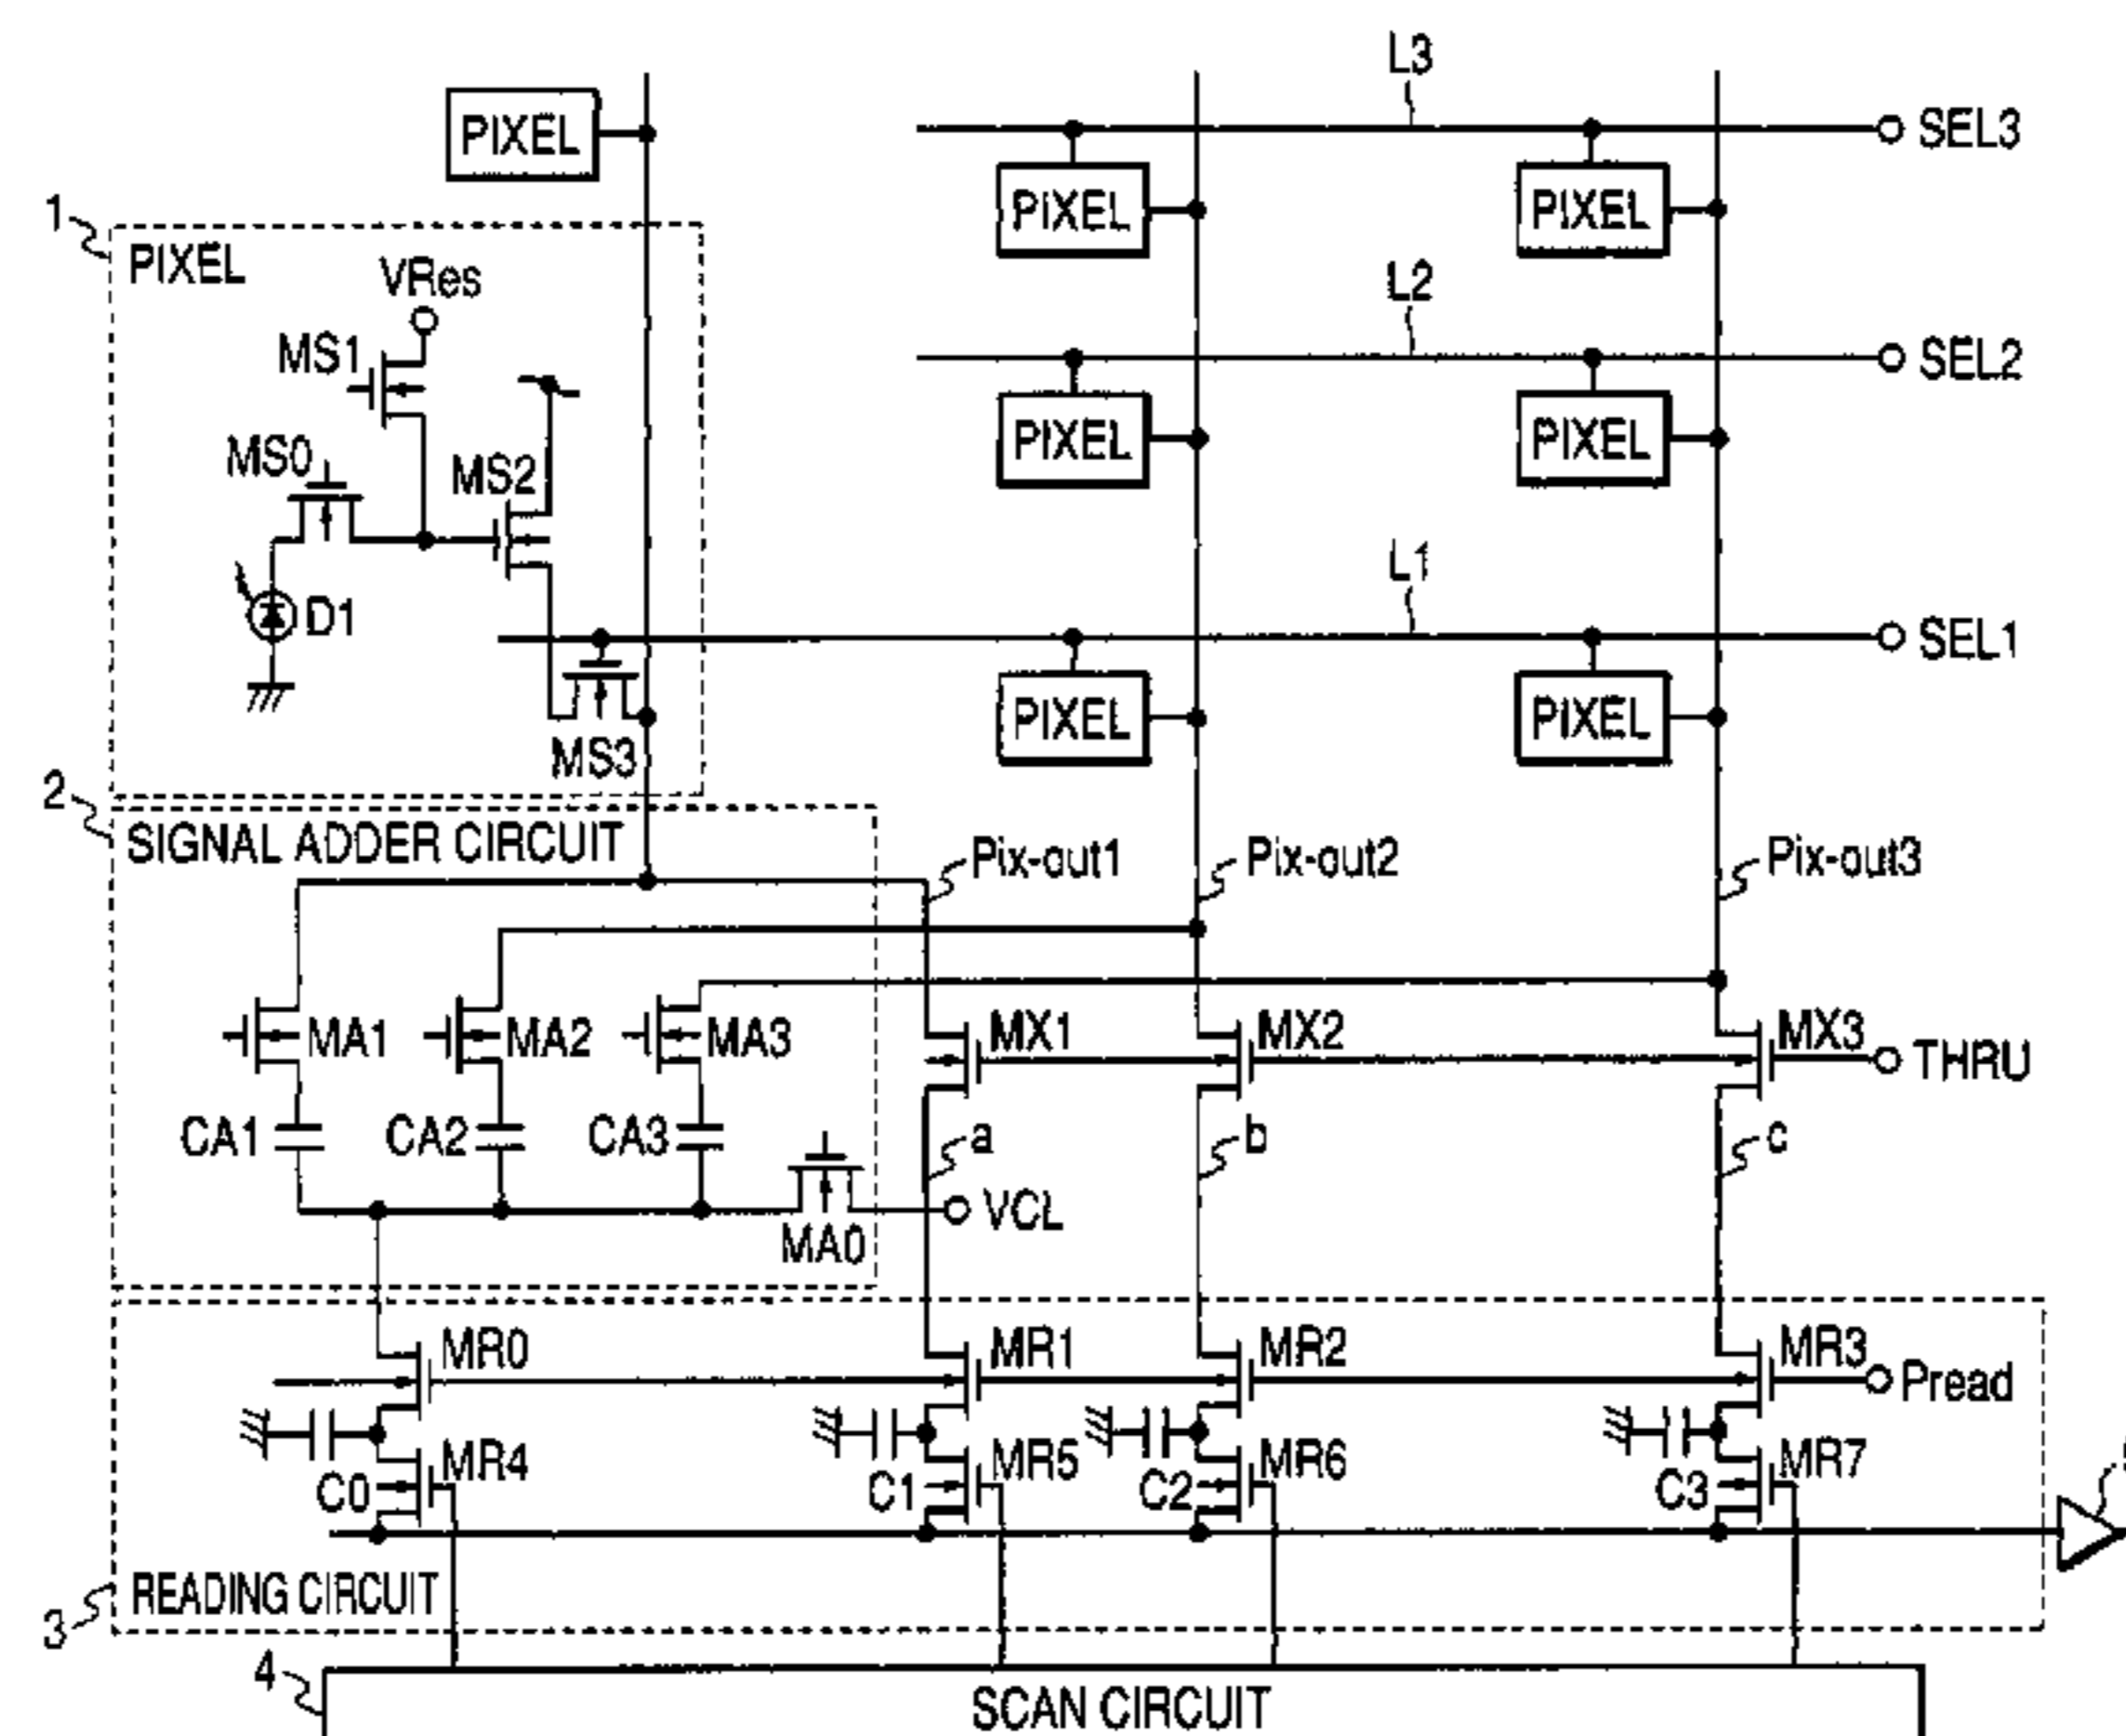 L3
PIXEL
SEL3
1
PIXEL
PIXEL
PIXEL
VRes
L2
MS1
SEL2
MS0
MS2
PIXEL
PIXEL
L1
D1
SEL1
PIXEL
PIXEL
MS3
2
SIGNAL ADDER CIRCUIT
Pix-out1
Pix-out2
Pix-out3
MA1
MA2
MA3
MX1
MX2
MX3
THRU
CA1
CA2
CA3
a
b
c
VCL
MA0
MR0
MR1
MR2
MR3
Pread
C0
MR4
C1
MR5
C2
MR6
C3
MR7
READING CIRCUIT
3
4
SCAN CIRCUIT